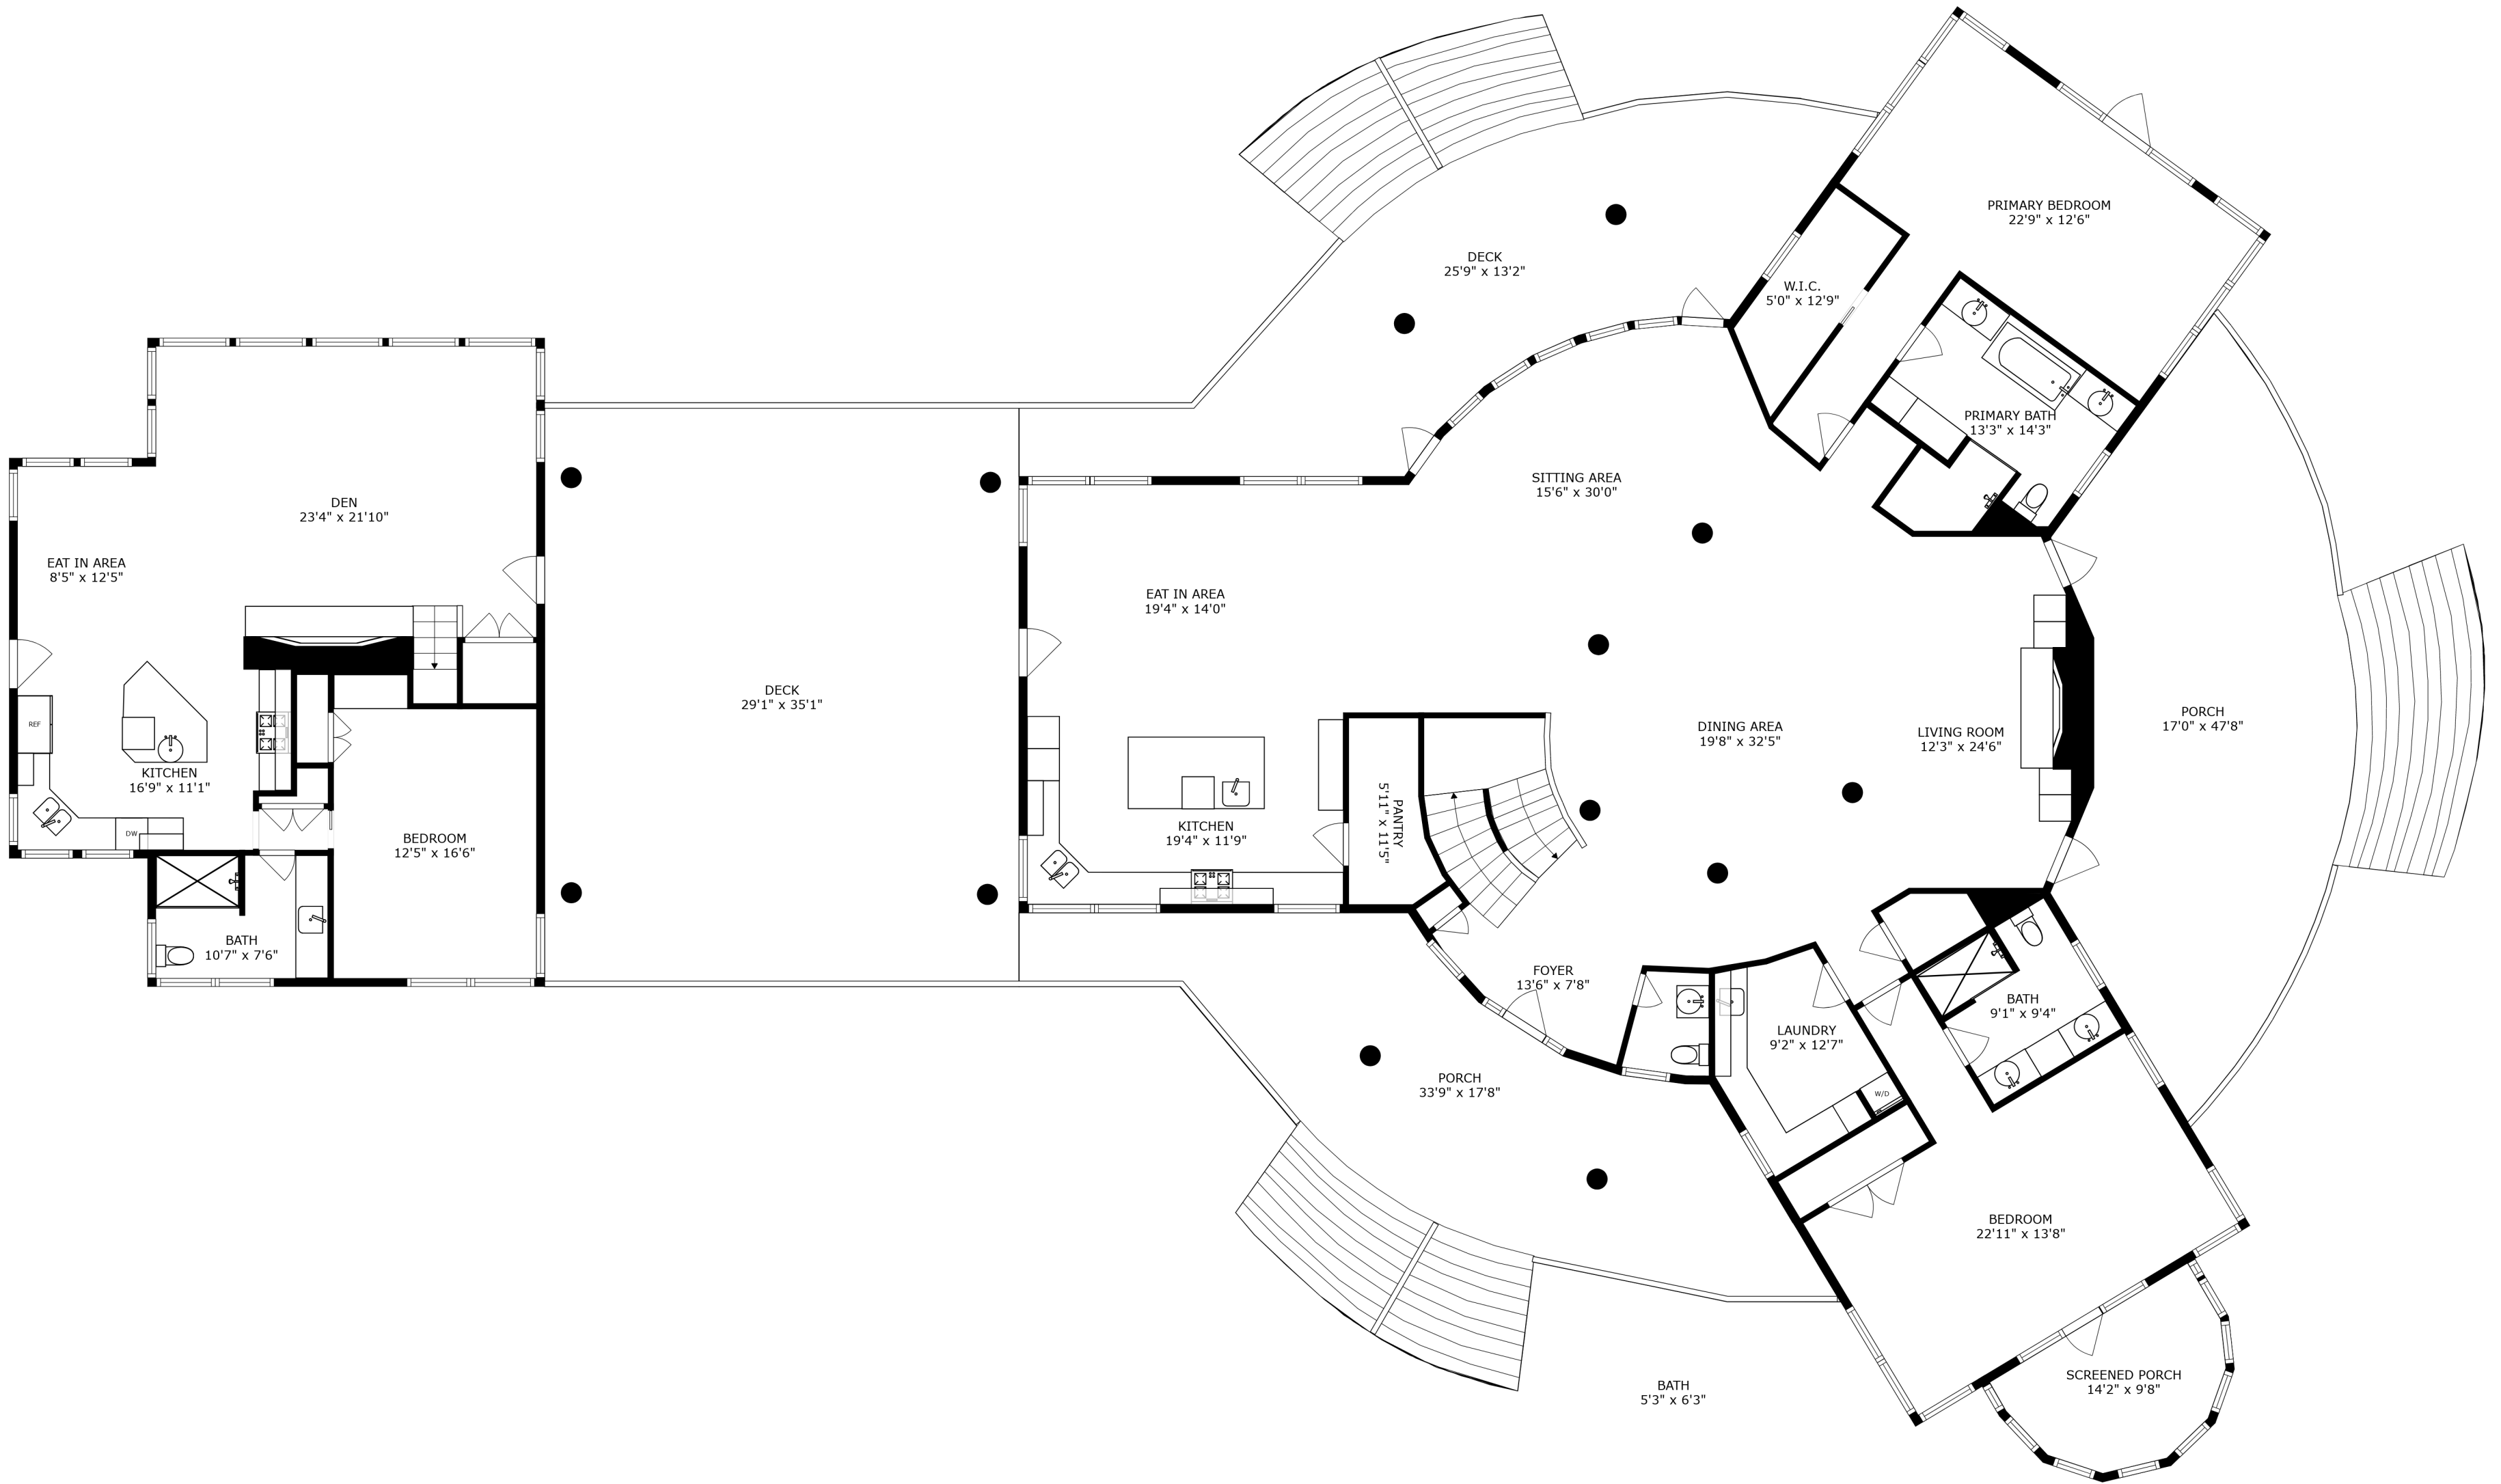 PRIMARY BEDROOM
22'9" x 12'6"
DECK
25'9" x 13'2"
W.I.C.
5'0" x 12'9"
PRIMARY BATH
13'3" x 14'3"
SITTING AREA
15'6" x 30'0"
DEN
23'4" x 21'10"
EAT IN AREA
8'5" x 12'5"
EAT IN AREA
19'4" x 14'0"
DECK
29'1" x 35'1"
PORCH
17'0" x 47'8"
DINING AREA
19'8" x 32'5"
LIVING ROOM
12'3" x 24'6"
REF
KITCHEN
16'9" x 11'1"
DW
BEDROOM
12'5" x 16'6"
KITCHEN
19'4" x 11'9"
PANTRY
5'11" x 11'5"
BATH
10'7" x 7'6"
FOYER
13'6" x 7'8"
BATH
9'1" x 9'4"
LAUNDRY
9'2" x 12'7"
W/D
PORCH
33'9" x 17'8"
BEDROOM
22'11" x 13'8"
SCREENED PORCH
14'2" x 9'8"
BATH
5'3" x 6'3"